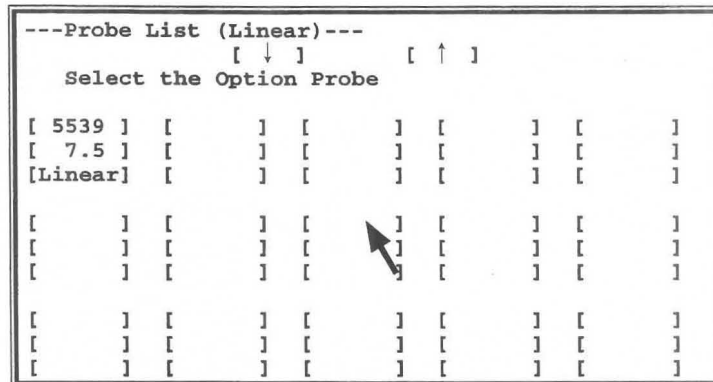 ---Probe List (Linear)---
[ ↓ ] [ ↑ ]
Select the Option Probe
[ 5539 ] [ ] [ ] [ ] [ ]
[ 7.5 ] [ ] [ ] [ ] [ ]
[Linear] [ ] [ ] [ ] [ ]
[ ] [ ] [ ] [ ] [ ]
[ ] [ ] [ ] [ ] [ ]
[ ] [ ] [ ] [ ] [ ]
[ ] [ ] [ ] [ ] [ ]
[ ] [ ] [ ] [ ] [ ]
[ ] [ ] [ ] [ ] [ ]